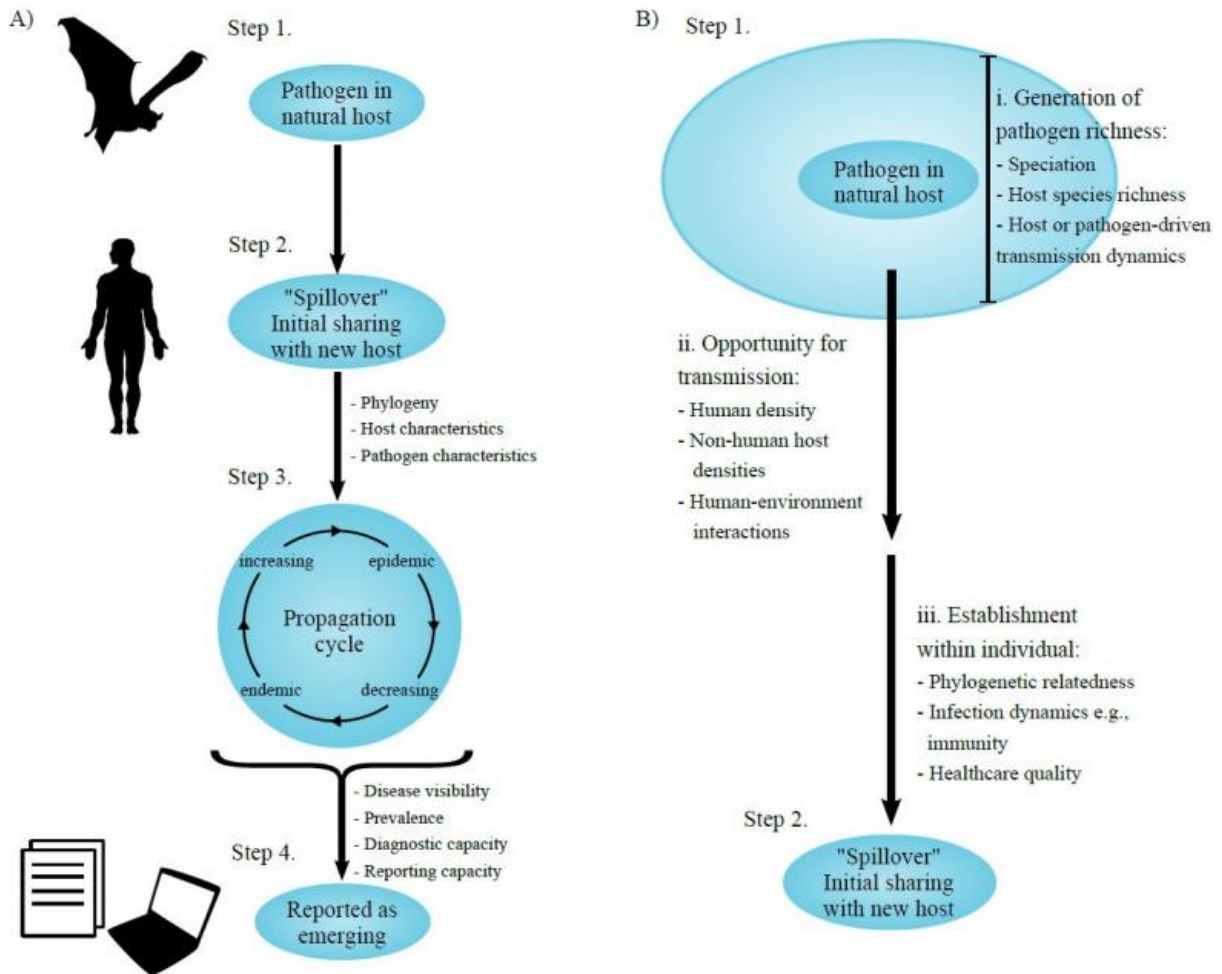 A)
Step 1.
Pathogen in
natural host
Step 2.
"Spillover"
Initial sharing
with new host
- Phylogeny
- Host characteristics
- Pathogen characteristics
Step 3.
increasing
epidemic
Propagation
cycle
endemic
decreasing
- Disease visibility
- Prevalence
- Diagnostic capacity
- Reporting capacity
Step 4.
Reported as
emerging
B)
Step 1.
Pathogen in
natural host
i. Generation of
pathogen richness:
- Speciation
- Host species richness
- Host or pathogen-driven
transmission dynamics
ii. Opportunity for
transmission:
- Human density
- Non-human host
densities
- Human-environment
interactions
iii. Establishment
within individual:
- Phylogenetic relatedness
- Infection dynamics e.g.,
immunity
- Healthcare quality
Step 2.
"Spillover"
Initial sharing
with new host